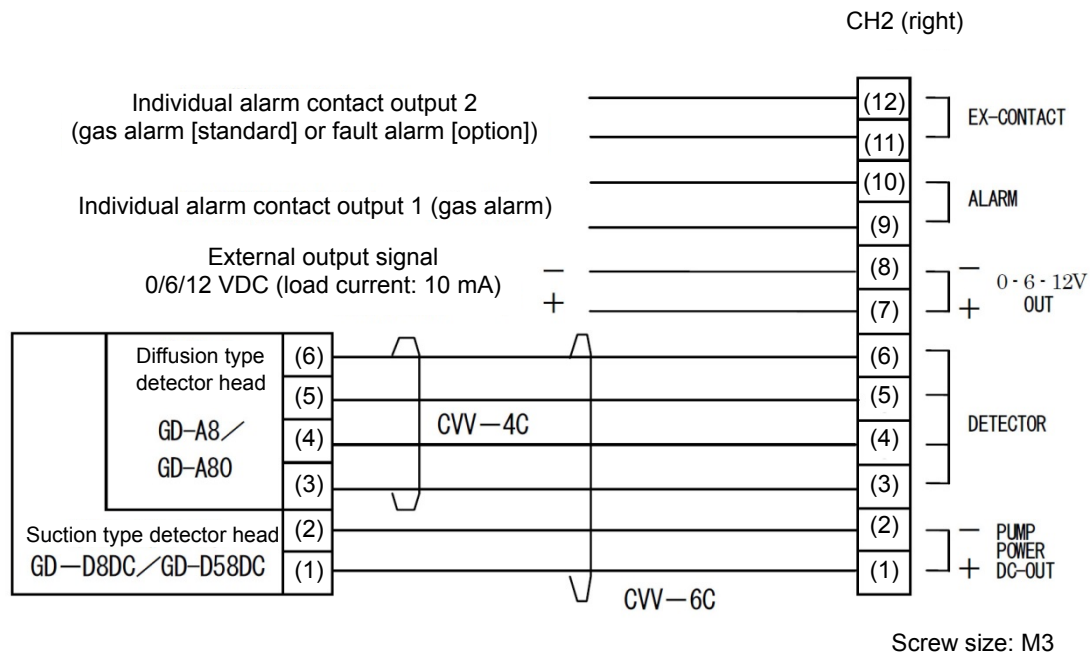 CH2 (right)
Individual alarm contact output 2
(gas alarm [standard] or fault alarm [option])
(12)
(11)
EX-CONTACT
Individual alarm contact output 1 (gas alarm)
(10)
(9)
ALARM
External output signal
0/6/12 VDC (load current: 10 mA)
−
+
(8)
(7)
−
+
0 - 6 - 12V
OUT
Diffusion type
detector head
GD-A8／
GD-A80
(6)
(5)
(4)
(3)
CVV－4C
(6)
(5)
(4)
(3)
DETECTOR
Suction type detector head
GD－D8DC／GD-D58DC
(2)
(1)
CVV－6C
(2)
(1)
−
+
PUMP
POWER
DC-OUT
Screw size: M3